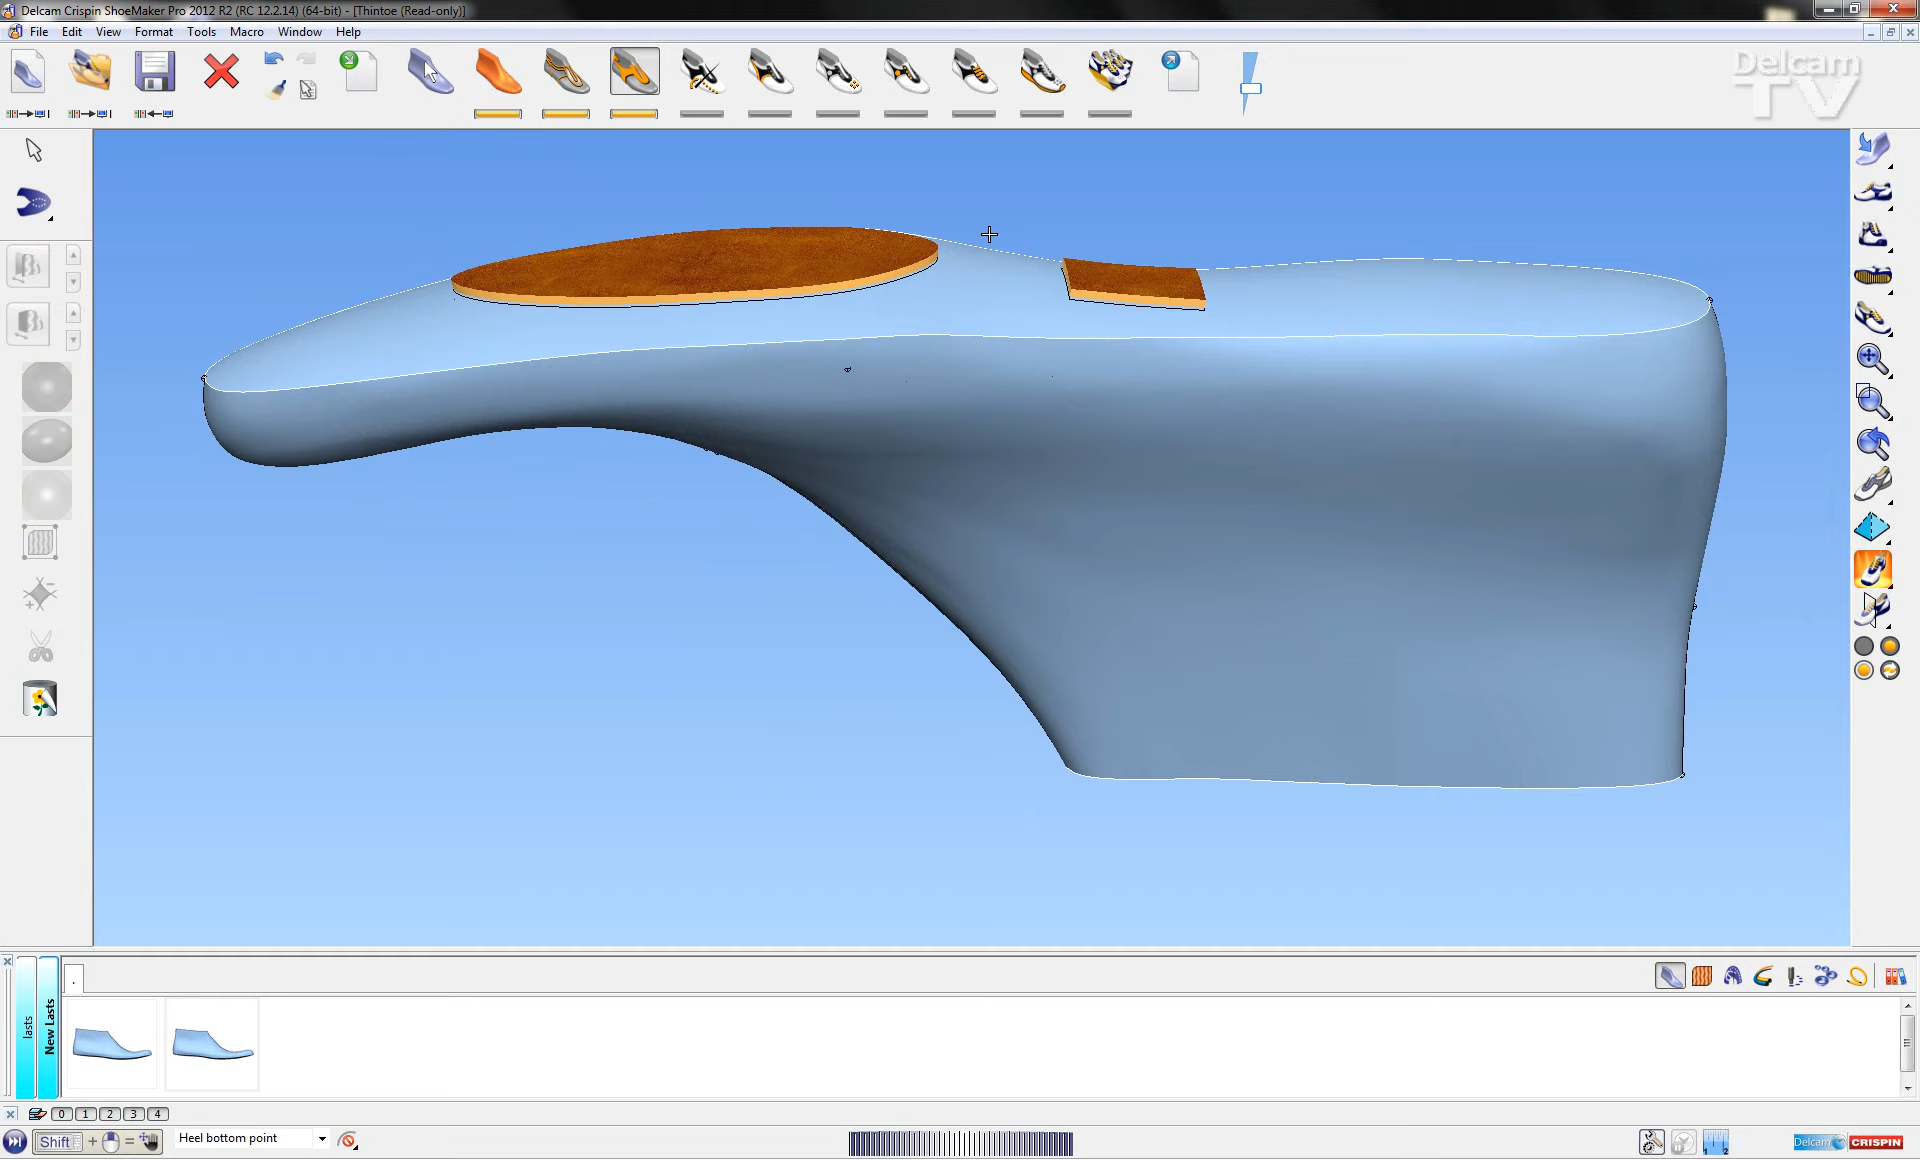 Delcam Crispin ShoeMaker Pro 2012 R2 (RC 12.2.14) (64-bit) - [Thintoe (Read-only)]
File Edit View Format Tools Macro Window Help
Delcam
TV
.
lasts
New Lasts
0 1 2 3 4
Shift + =
Heel bottom point
1 2
Delcam CRISPIN